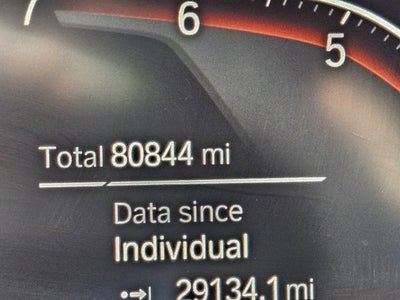 7 6 5
Total 80844 mi
Data since
Individual
29134.1 mi